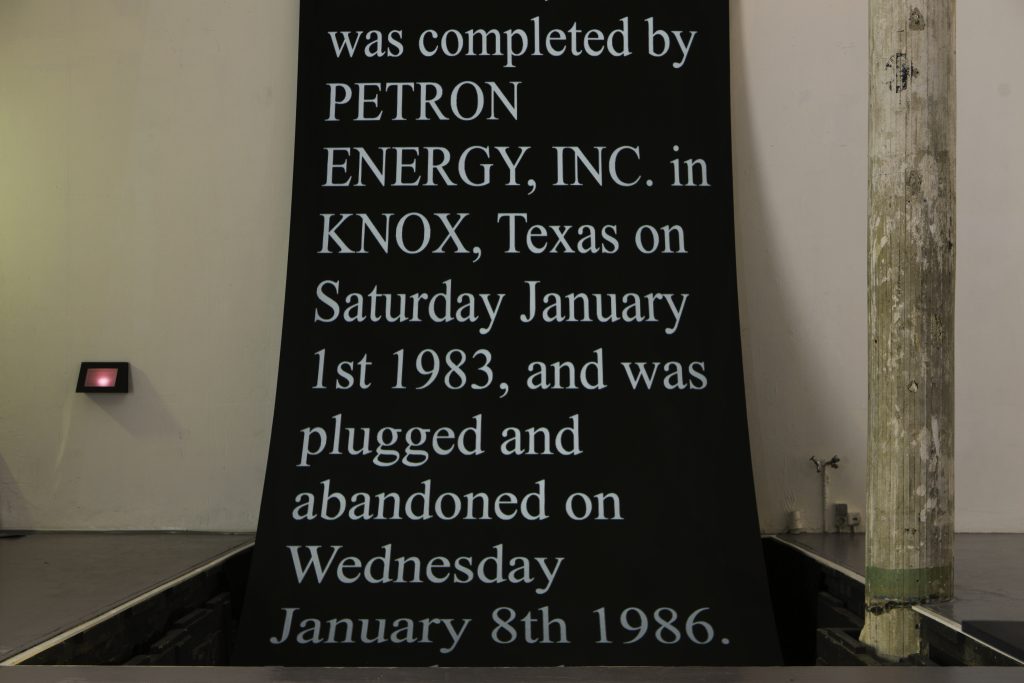 was completed by
PETRON
ENERGY, INC. in
KNOX, Texas on
Saturday January
1st 1983, and was
plugged and
abandoned on
Wednesday
January 8th 1986.